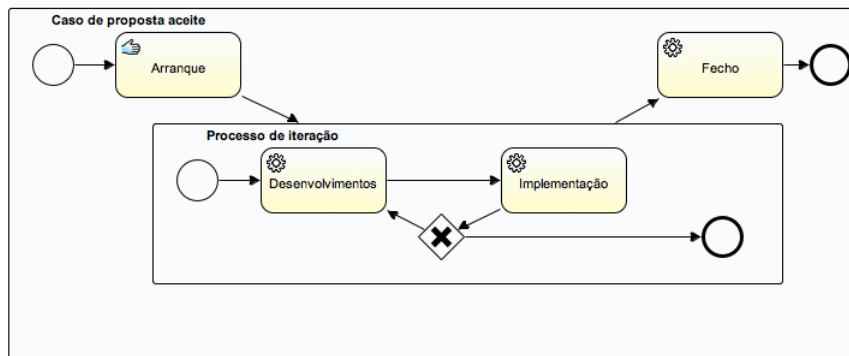 Caso de proposta aceite
Arranque
Fecho
Processo de iteração
Desenvolvimentos
Implementação